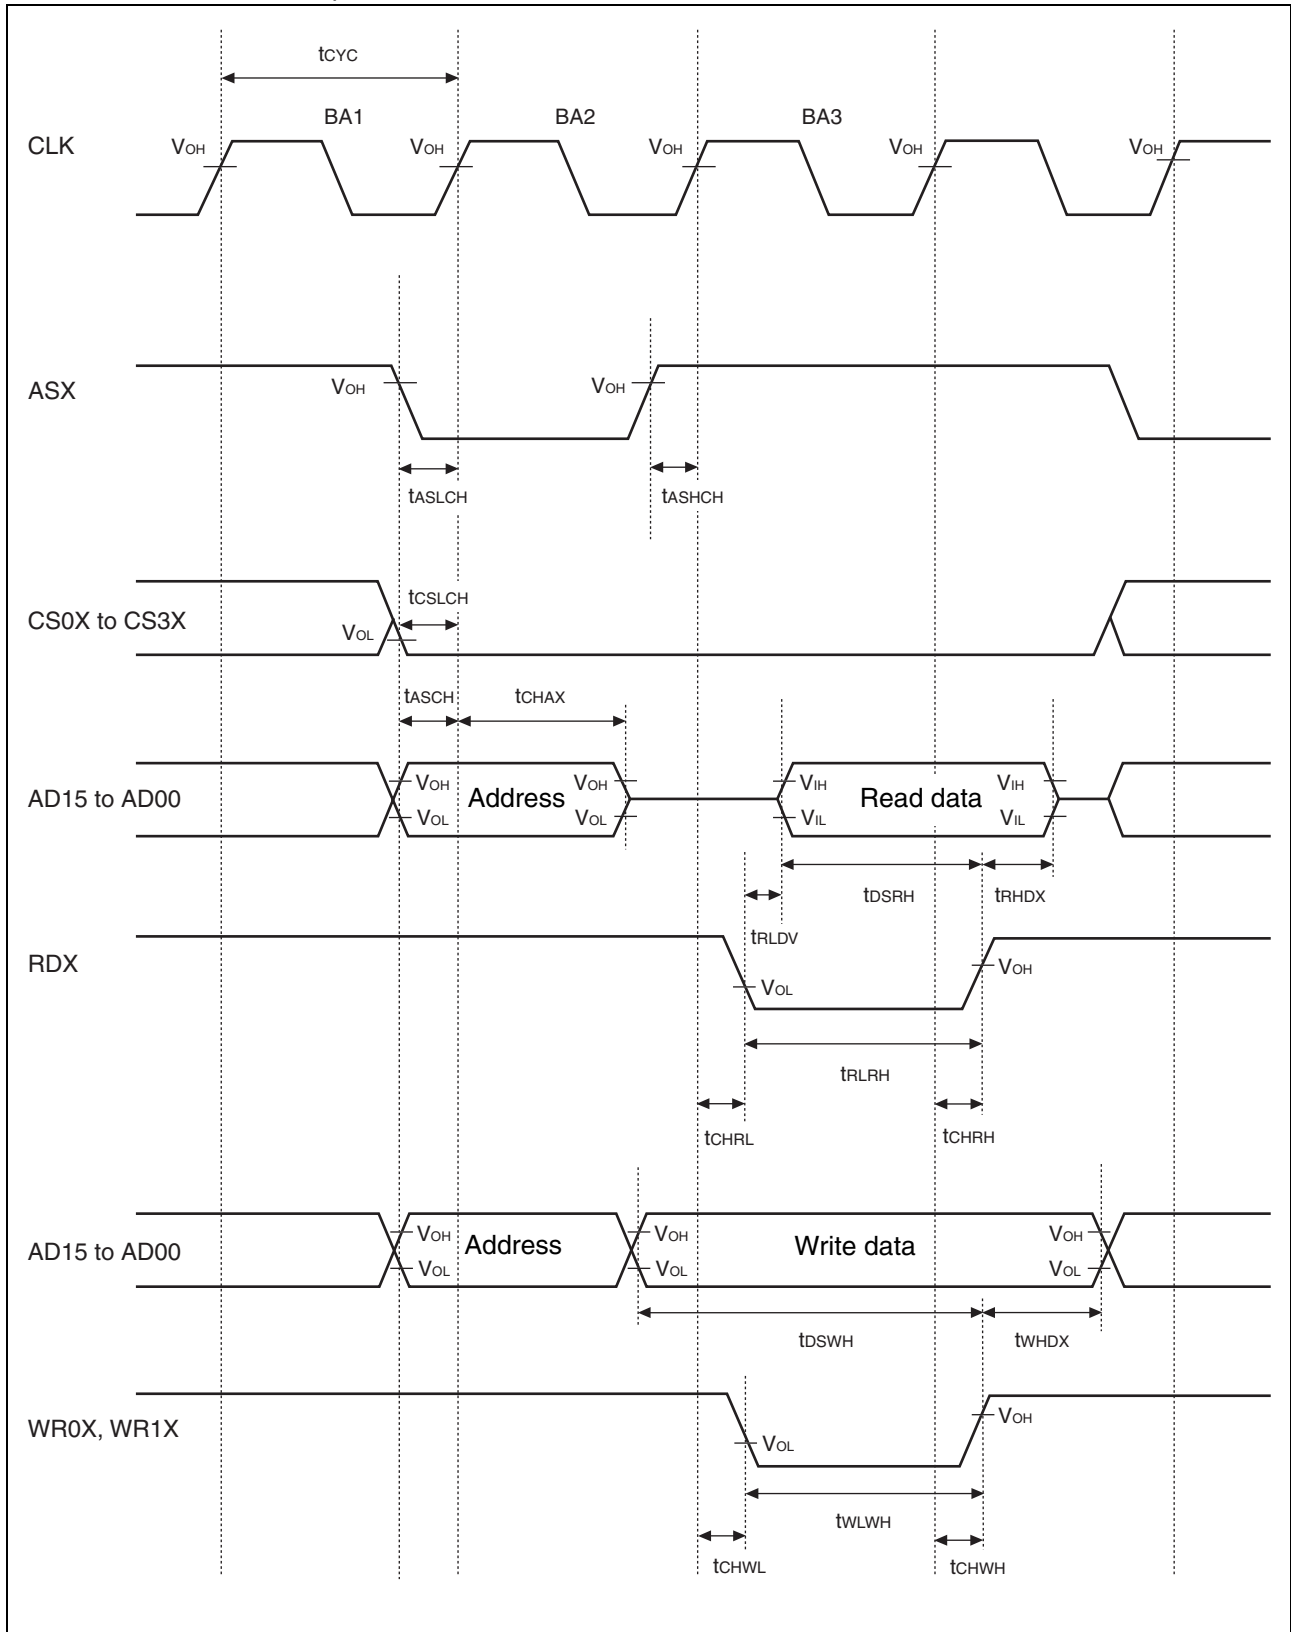 tCYC
BA1 BA2 BA3
CLK VOH VOH VOH VOH VOH
ASX VOH VOH
tASLCH tASHCH
tCSLCH
CS0X to CS3X VOL
tASCH tCHAX
VOH VOH VIH VIH
AD15 to AD00 Address Read data
VOL VOL VIL VIL
tDSRH tRHDX
tRLDV
RDX VOH
VOL
tRLRH
tCHRL tCHRH
VOH VOH VOH
AD15 to AD00 Address Write data
VOL VOL VOL
tDSWH tWHDX
WR0X, WR1X VOH
VOL
tWLWH
tCHWL tCHWH